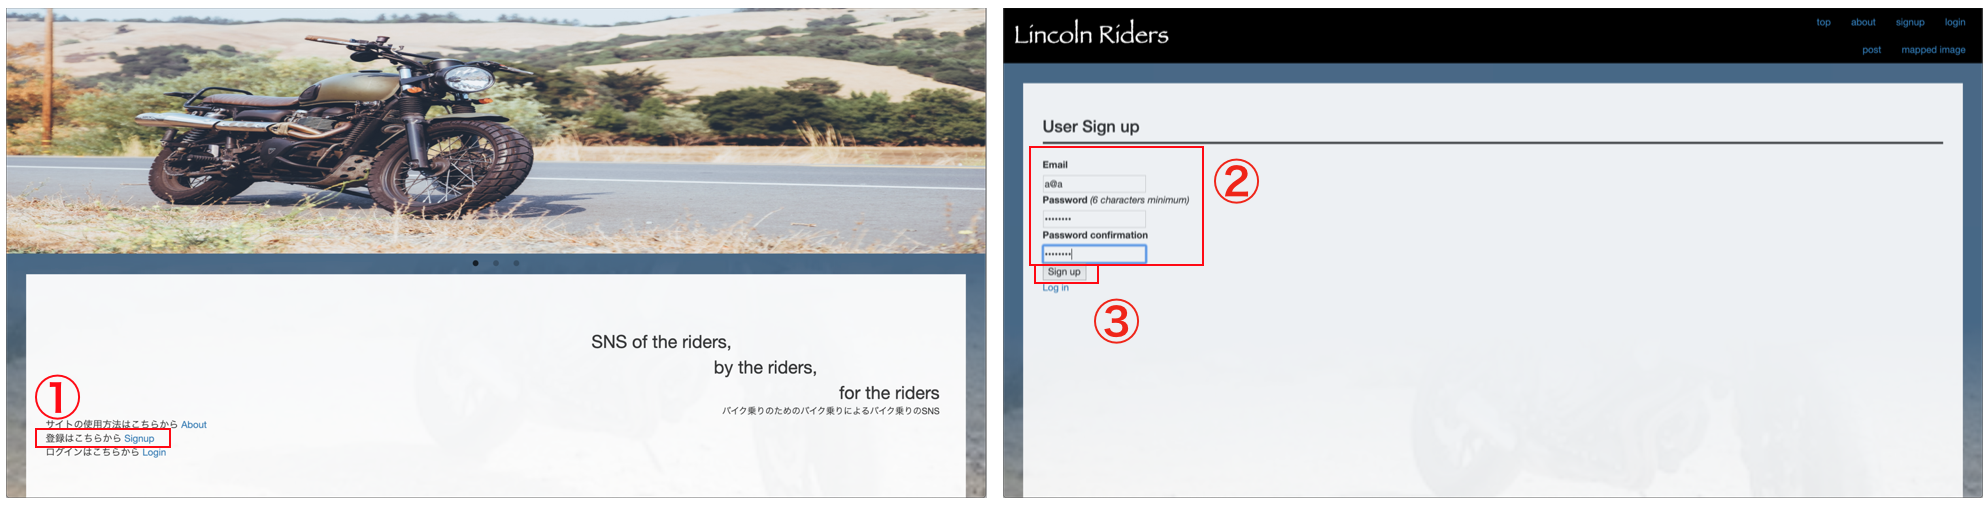 SNS of the riders,
by the riders,
for the riders
バイク乗りのためのバイク乗りによるバイク乗りのSNS
①
サイトの使用方法はこちらから About
登録はこちらから Signup
ログインはこちらから Login
Lincoln Riders
top about signup login
post mapped image
User Sign up
Email
a@a
②
Password (6 characters minimum)
••••••••
Password confirmation
••••••••
Sign up
Log in
③